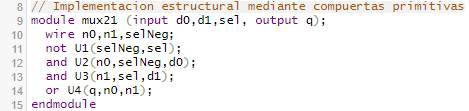 8 // Implementacion estructural mediante compuertas primitivas
9 module mux21 (input d0,d1,sel, output q);
10 wire n0,n1,selNeg;
11 not U1(selNeg,sel);
12 and U2(n0,selNeg,d0);
13 and U3(n1,sel,d1);
14 or U4(q,n0,n1);
15 endmodule